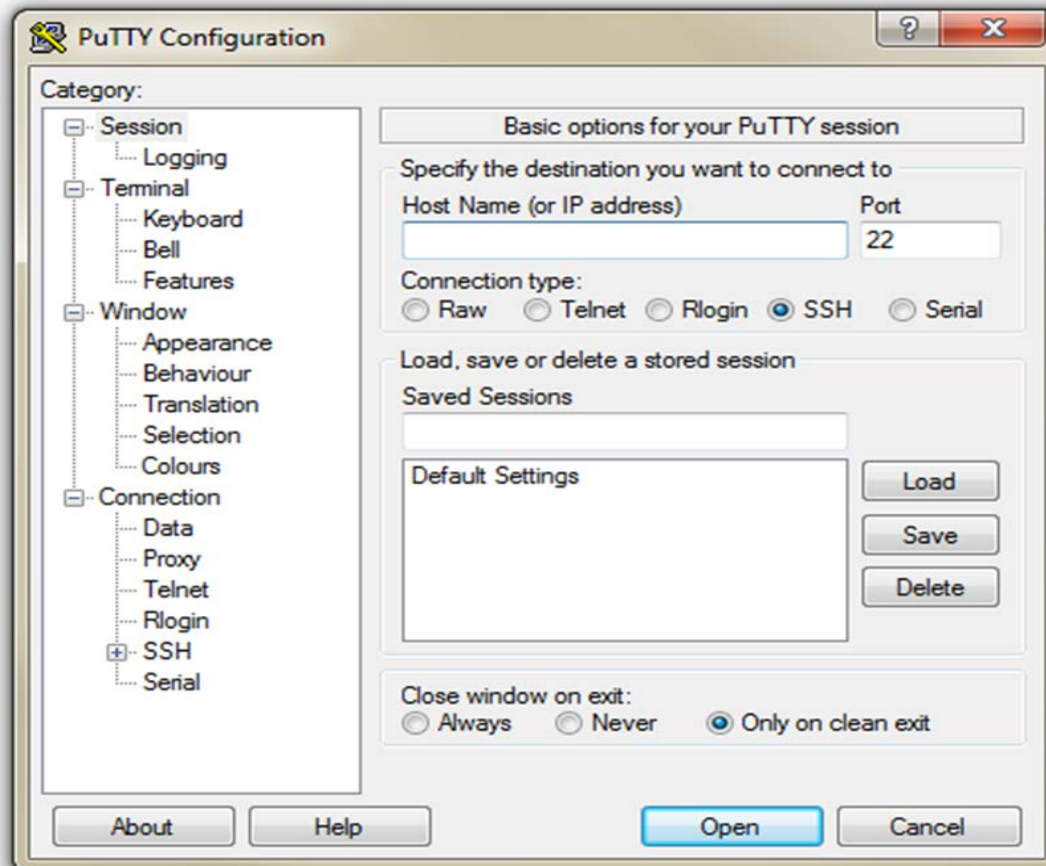 PuTTY Configuration
Category:
Session
Logging
Terminal
Keyboard
Bell
Features
Window
Appearance
Behaviour
Translation
Selection
Colours
Connection
Data
Proxy
Telnet
Rlogin
SSH
Serial
Basic options for your PuTTY session
Specify the destination you want to connect to
Host Name (or IP address) Port
22
Connection type:
Raw Telnet Rlogin SSH Serial
Load, save or delete a stored session
Saved Sessions
Default Settings
Load
Save
Delete
Close window on exit:
Always Never Only on clean exit
About Help Open Cancel